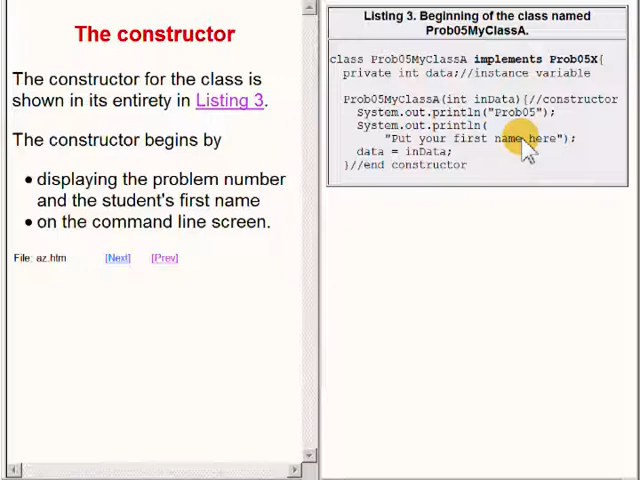 The constructor
The constructor for the class is
shown in its entirety in Listing 3.
The constructor begins by
displaying the problem number
and the student's first name
on the command line screen.
File: az.htm [Next] [Prev]
Listing 3. Beginning of the class named
Prob05MyClassA.
class Prob05MyClassA implements Prob05X{
private int data;//instance variable
Prob05MyClassA(int inData){//constructor
System.out.println("Prob05");
System.out.println(
"Put your first name here");
data = inData;
}//end constructor